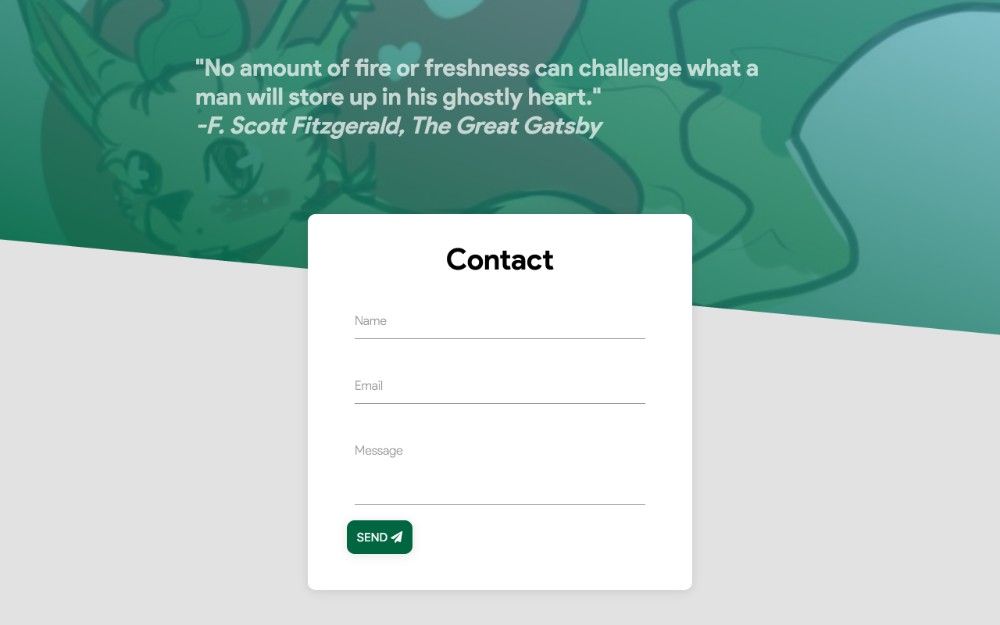 "No amount of fire or freshness can challenge what a
man will store up in his ghostly heart."
-F. Scott Fitzgerald, The Great Gatsby
Contact
Name
Email
Message
SEND